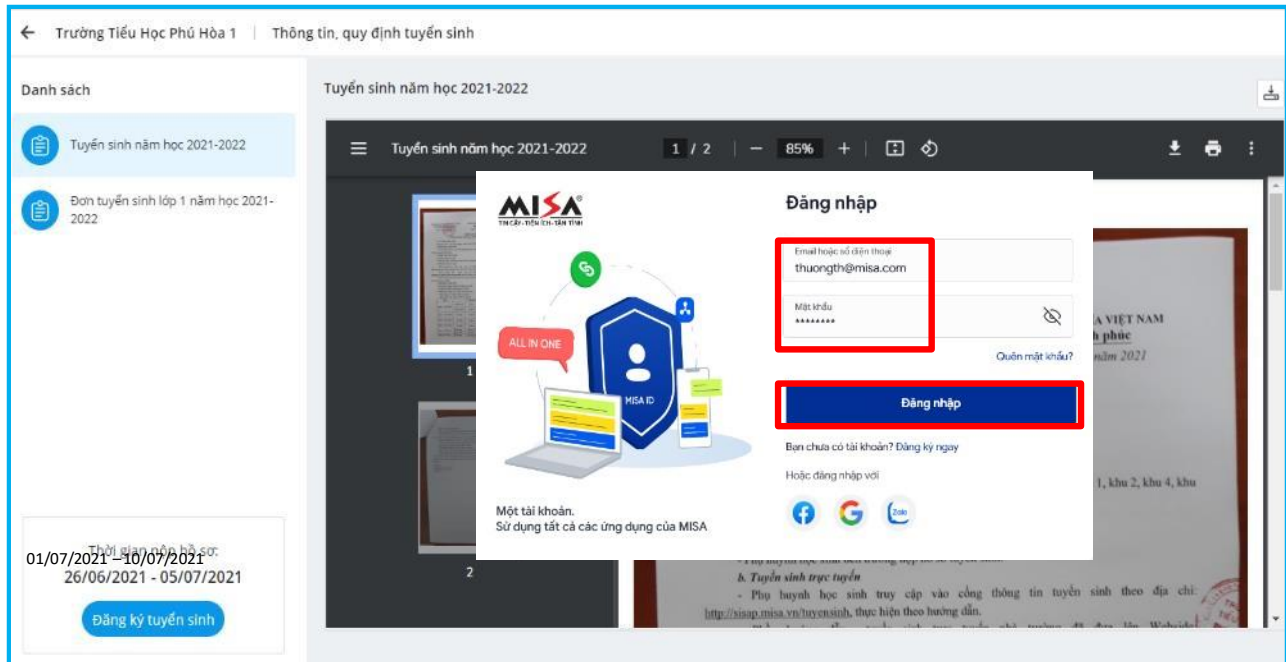 Trường Tiểu Học Phú Hòa 1 | Thông tin, quy định tuyển sinh
Danh sách
Tuyển sinh năm học 2021-2022
Đơn tuyển sinh lớp 1 năm học 2021-
2022
Thời gian nộp hồ sơ:
01/07/2021 – 10/07/2021
26/06/2021 - 05/07/2021
Đăng ký tuyển sinh
Tuyển sinh năm học 2021-2022
Tuyển sinh năm học 2021-2022
1 / 2
85%
1
2
MISA
TIN CẬY-TIỆN ÍCH-TẬN TÌNH
ALL IN ONE
MISA ID
Một tài khoản.
Sử dụng tất cả các ứng dụng của MISA
Đăng nhập
Email hoặc số điện thoại
thuongth@misa.com
Mật khẩu
********
Quên mật khẩu?
Đăng nhập
Bạn chưa có tài khoản? Đăng ký ngay
Hoặc đăng nhập với
Zalo
A VIỆT NAM
h phúc
năm 2021
1, khu 2, khu 4, khu
b. Tuyển sinh trực tuyến
- Phụ huynh học sinh truy cập vào cổng thông tin tuyển sinh theo địa chỉ:
http://sisap.misa.vn/tuyensinh, thực hiện theo hướng dẫn.